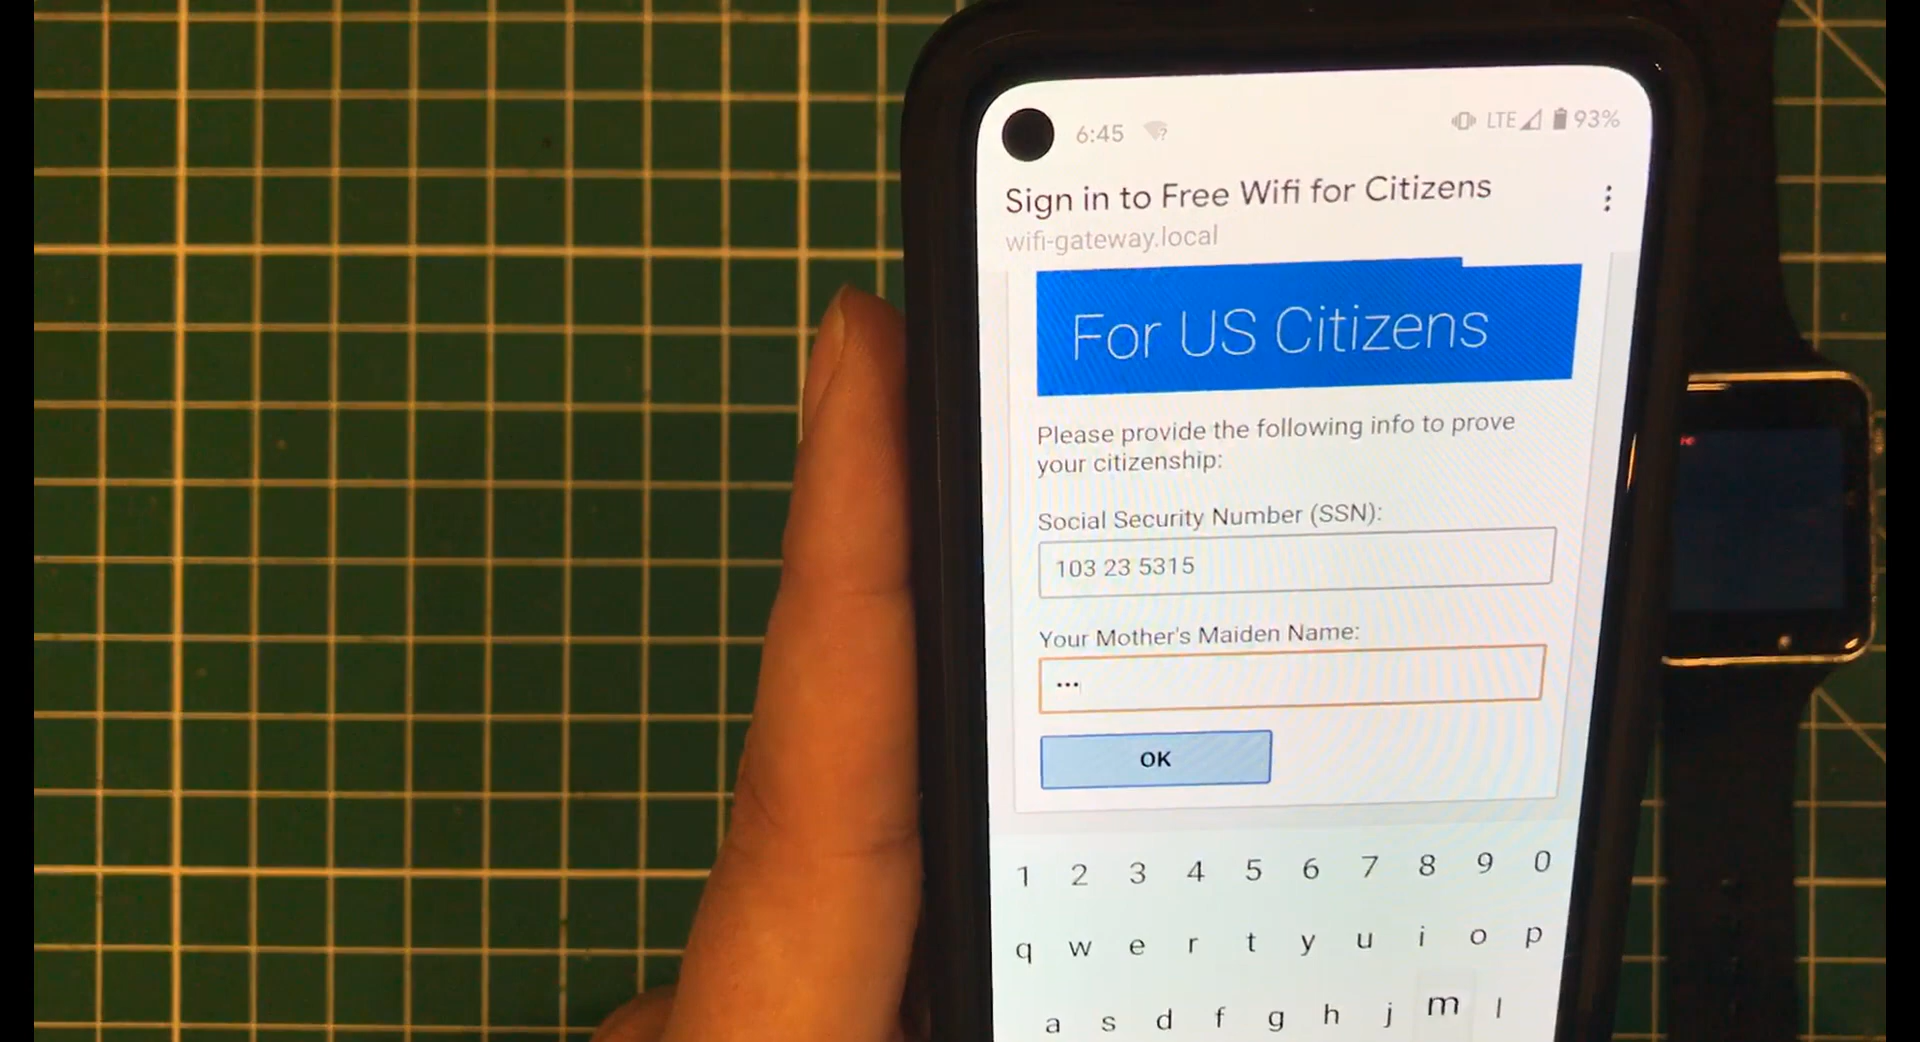 6:45 LTE 93%
Sign in to Free Wifi for Citizens
wifi-gateway.local
For US Citizens
Please provide the following info to prove
your citizenship:
Social Security Number (SSN):
103 23 5315
Your Mother's Maiden Name:
•••
OK
1 2 3 4 5 6 7 8 9 0
q w e r t y u i o p
a s d f g h j m l